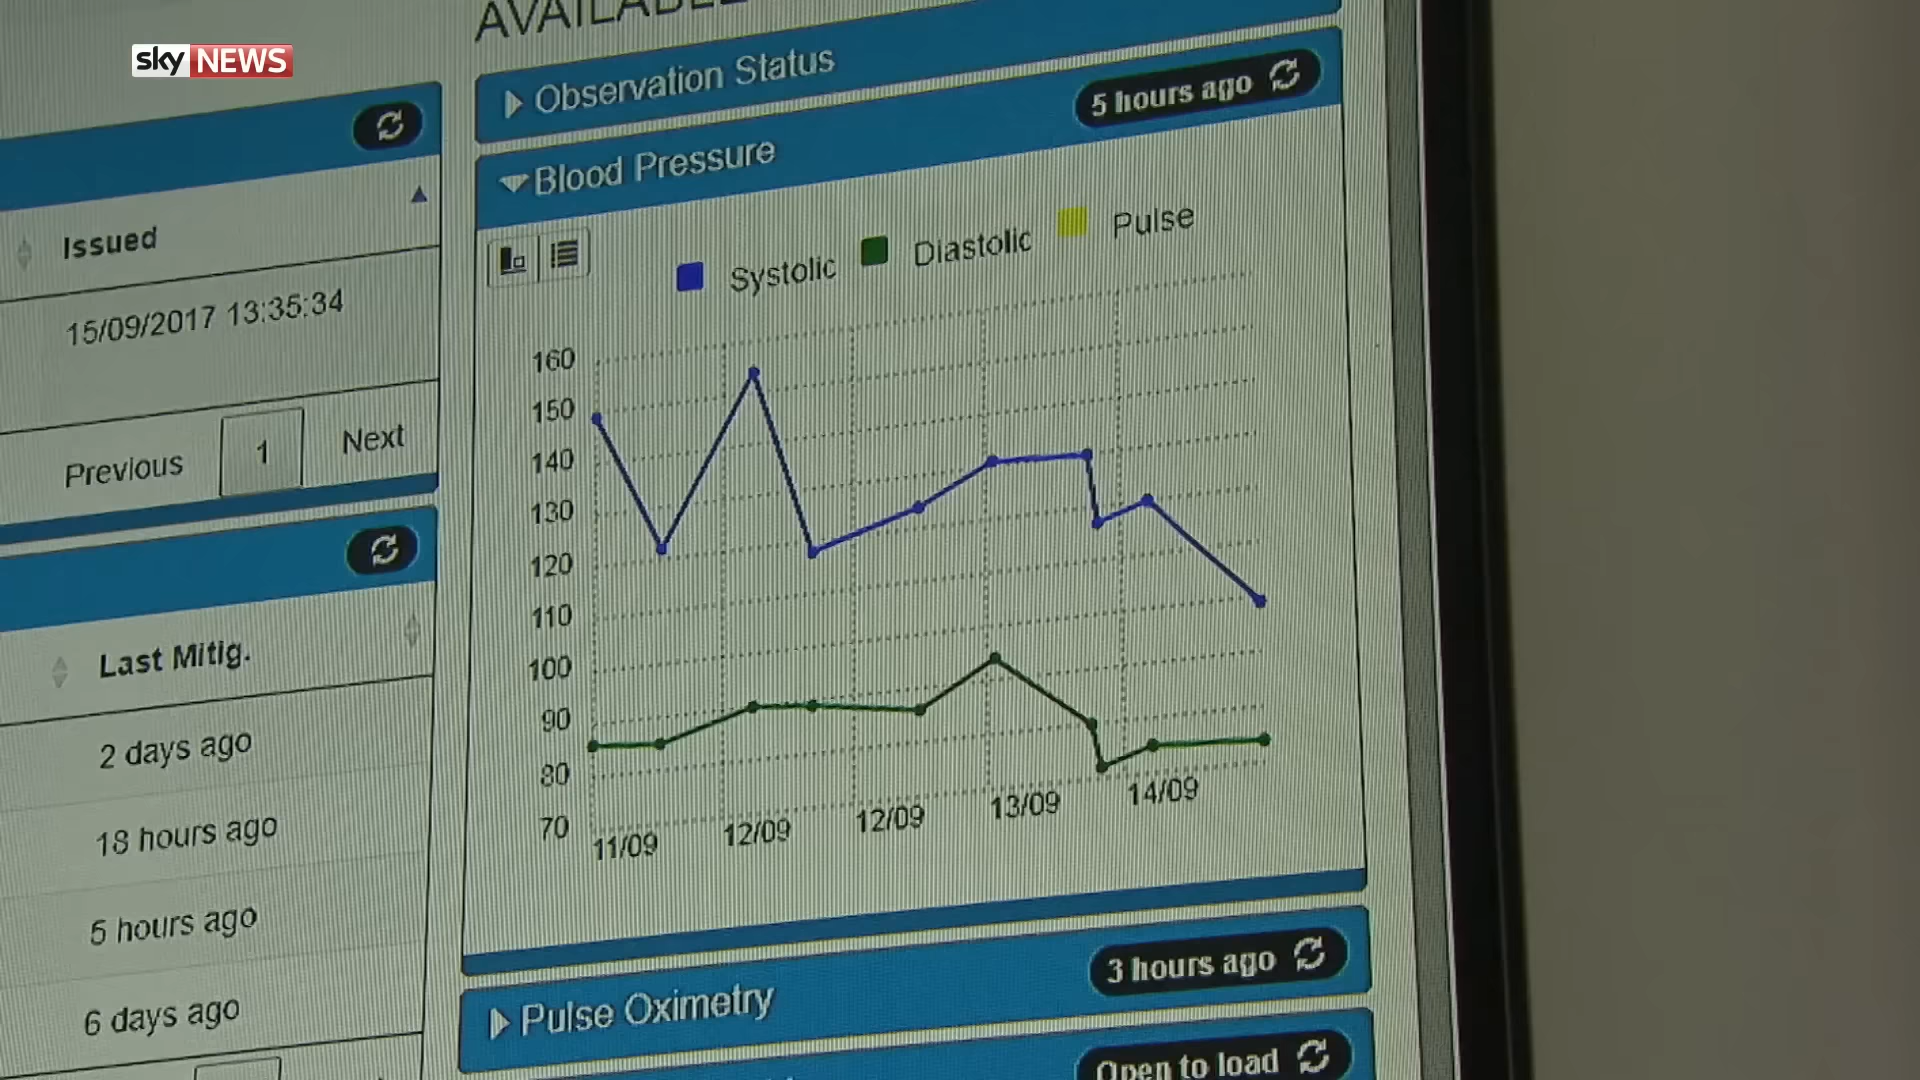 sky NEWS
AVAILABLE
Observation Status
5 hours ago
Blood Pressure
Systolic
Diastolic
Pulse
160
150
140
130
120
110
100
90
80
70
11/09
12/09
12/09
13/09
14/09
3 hours ago
Pulse Oximetry
Open to load
Issued
15/09/2017 13:35:34
Previous 1 Next
Last Mitig.
2 days ago
18 hours ago
5 hours ago
6 days ago